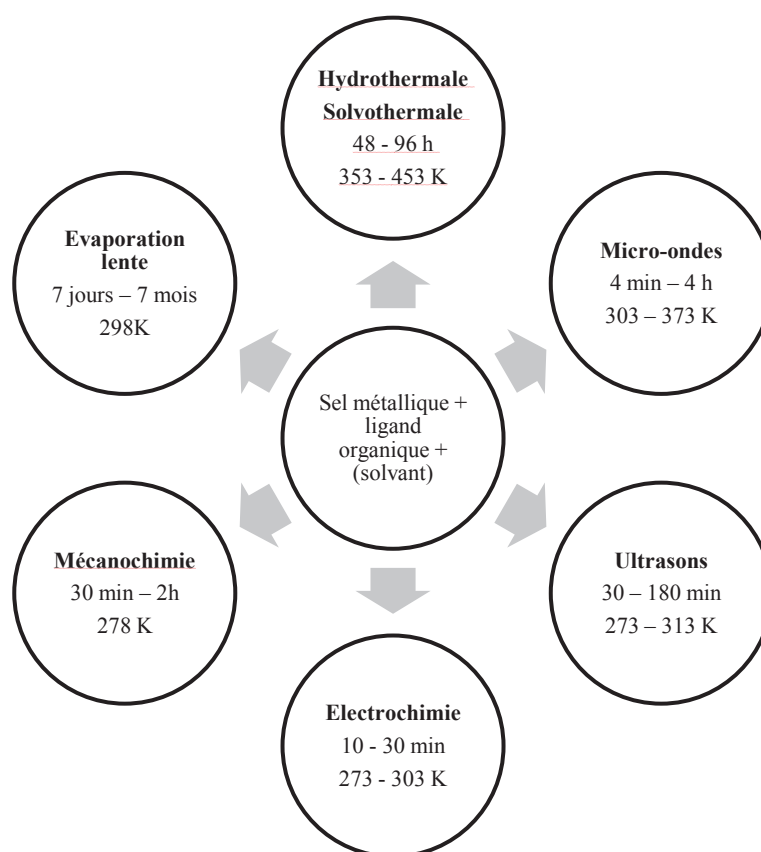 Hydrothermale
Solvothermale
48 - 96 h
353 - 453 K
Evaporation
lente
7 jours – 7 mois
298K
Micro-ondes
4 min – 4 h
303 – 373 K
Sel métallique +
ligand
organique +
(solvant)
Mécanochimie
30 min – 2h
278 K
Ultrasons
30 – 180 min
273 – 313 K
Electrochimie
10 - 30 min
273 - 303 K